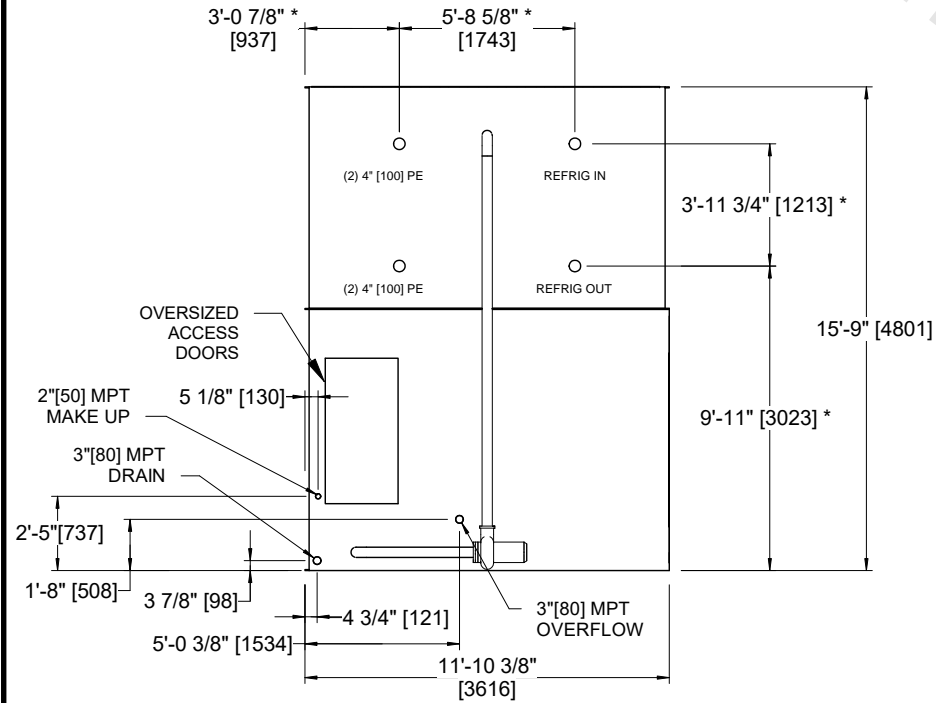 3'-0 7/8" *
[937]
5'-8 5/8" *
[1743]
(2) 4" [100] PE
REFRIG IN
3'-11 3/4" [1213] *
(2) 4" [100] PE
REFRIG OUT
OVERSIZED
ACCESS
DOORS
15'-9" [4801]
2"[50] MPT
MAKE UP
5 1/8" [130]
9'-11" [3023] *
3"[80] MPT
DRAIN
2'-5"[737]
1'-8" [508]
3 7/8" [98]
4 3/4" [121]
3"[80] MPT
OVERFLOW
5'-0 3/8" [1534]
11'-10 3/8"
[3616]